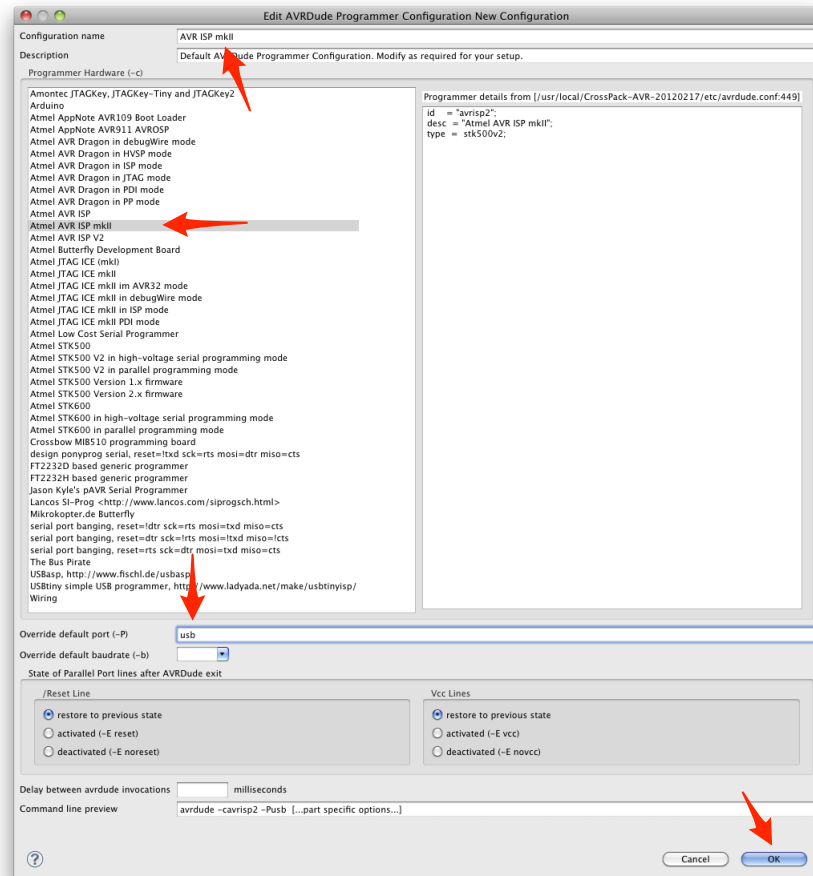 Edit AVRDude Programmer Configuration New Configuration
Configuration name AVR ISP mkII
Description Default AVRDude Programmer Configuration. Modify as required for your setup.
Programmer Hardware (-c)
Amontec JTAGKey, JTAGKey-Tiny and JTAGKey2
Arduino
Atmel AppNote AVR109 Boot Loader
Atmel AppNote AVR911 AVROSP
Atmel AVR Dragon in debugWire mode
Atmel AVR Dragon in HVSP mode
Atmel AVR Dragon in ISP mode
Atmel AVR Dragon in JTAG mode
Atmel AVR Dragon in PDI mode
Atmel AVR Dragon in PP mode
Atmel AVR ISP
Atmel AVR ISP mkII
Atmel AVR ISP V2
Atmel Butterfly Development Board
Atmel JTAG ICE (mkI)
Atmel JTAG ICE mkII
Atmel JTAG ICE mkII im AVR32 mode
Atmel JTAG ICE mkII in debugWire mode
Atmel JTAG ICE mkII in ISP mode
Atmel JTAG ICE mkII PDI mode
Atmel Low Cost Serial Programmer
Atmel STK500
Atmel STK500 V2 in high-voltage serial programming mode
Atmel STK500 V2 in parallel programming mode
Atmel STK500 Version 1.x firmware
Atmel STK500 Version 2.x firmware
Atmel STK600
Atmel STK600 in high-voltage serial programming mode
Atmel STK600 in parallel programming mode
Crossbow MIB510 programming board
design ponyprog serial, reset=!txd sck=rts mosi=dtr miso=cts
FT2232D based generic programmer
FT2232H based generic programmer
Jason Kyle's pAVR Serial Programmer
Lancos SI-Prog <http://www.lancos.com/siprogsch.html>
Mikrokopter.de Butterfly
serial port banging, reset=!dtr sck=rts mosi=txd miso=cts
serial port banging, reset=dtr sck=!rts mosi=!txd miso=!cts
serial port banging, reset=rts sck=dtr mosi=txd miso=cts
The Bus Pirate
USBasp, http://www.fischl.de/usbasp/
USBtiny simple USB programmer, http://www.ladyada.net/make/usbtinyisp/
Wiring
Programmer details from [/usr/local/CrossPack-AVR-20120217/etc/avrdude.conf:449]
id = "avrisp2";
desc = "Atmel AVR ISP mkII";
type = stk500v2;
Override default port (-P) usb
Override default baudrate (-b)
State of Parallel Port lines after AVRDude exit
/Reset Line
restore to previous state
activated (-E reset)
deactivated (-E noreset)
Vcc Lines
restore to previous state
activated (-E vcc)
deactivated (-E novcc)
Delay between avrdude invocations milliseconds
Command line preview avrdude -cavrisp2 -Pusb [...part specific options...]
? Cancel OK